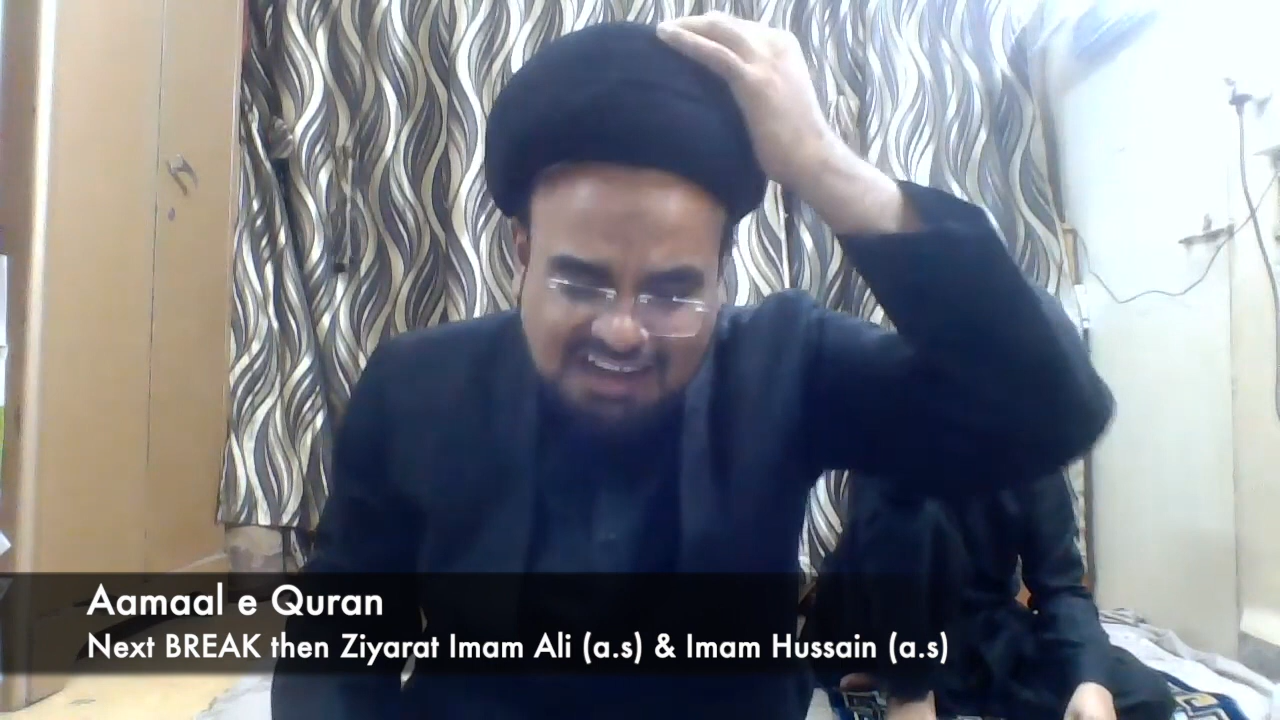 Aamaal e Quran
Next BREAK then Ziyarat Imam Ali (a.s) & Imam Hussain (a.s)